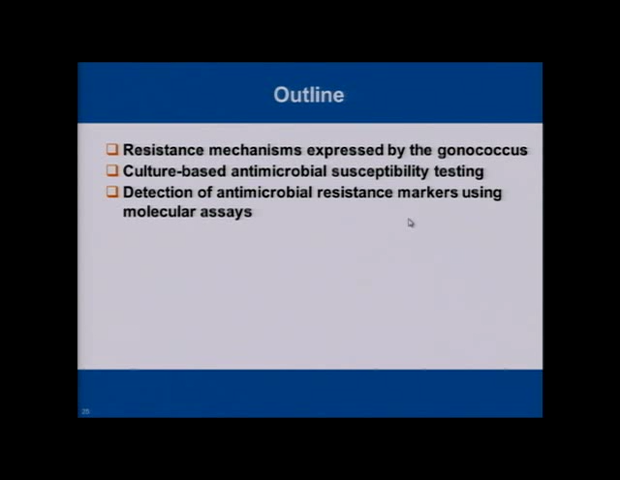 Outline
Resistance mechanisms expressed by the gonococcus
Culture-based antimicrobial susceptibility testing
Detection of antimicrobial resistance markers using
molecular assays